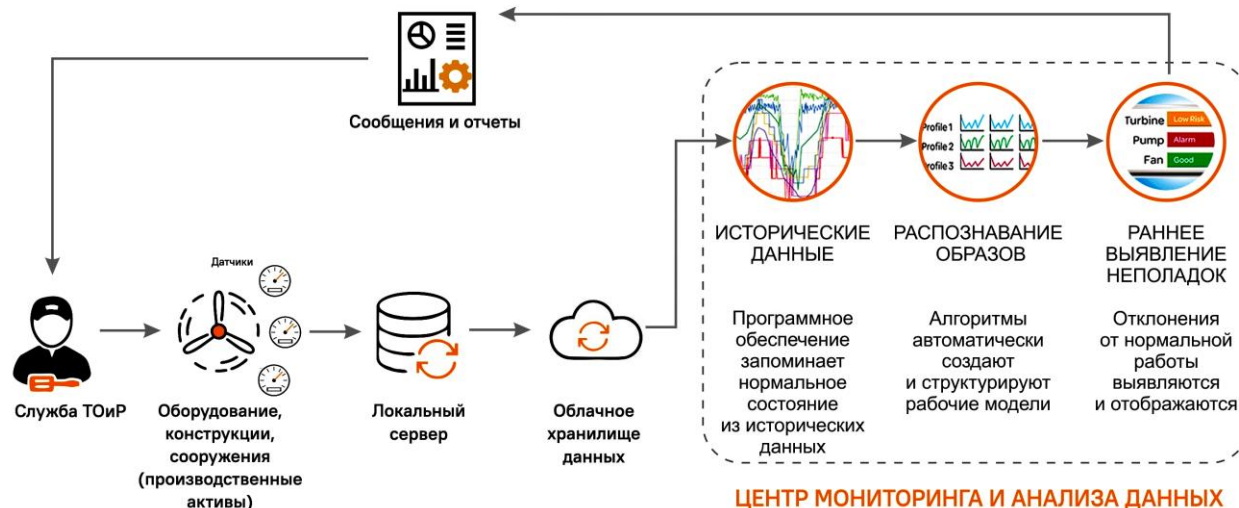 Сообщения и отчеты
Turbine Low Risk
Pump Alarm
Fan Good
Profile 1
Profile 2
Profile 3
ИСТОРИЧЕСКИЕ
ДАННЫЕ
РАСПОЗНАВАНИЕ
ОБРАЗОВ
РАННЕЕ
ВЫЯВЛЕНИЕ
НЕПОЛАДОК
Датчики
Служба ТОиР
Оборудование,
конструкции,
сооружения
(производственные
активы)
Локальный
сервер
Облачное
хранилище
данных
Программное
обеспечение
запоминает
нормальное
состояние
из исторических
данных
Алгоритмы
автоматически
создают
и структурируют
рабочие модели
Отклонения
от нормальной
работы
выявляются
и отображаются
ЦЕНТР МОНИТОРИНГА И АНАЛИЗА ДАННЫХ